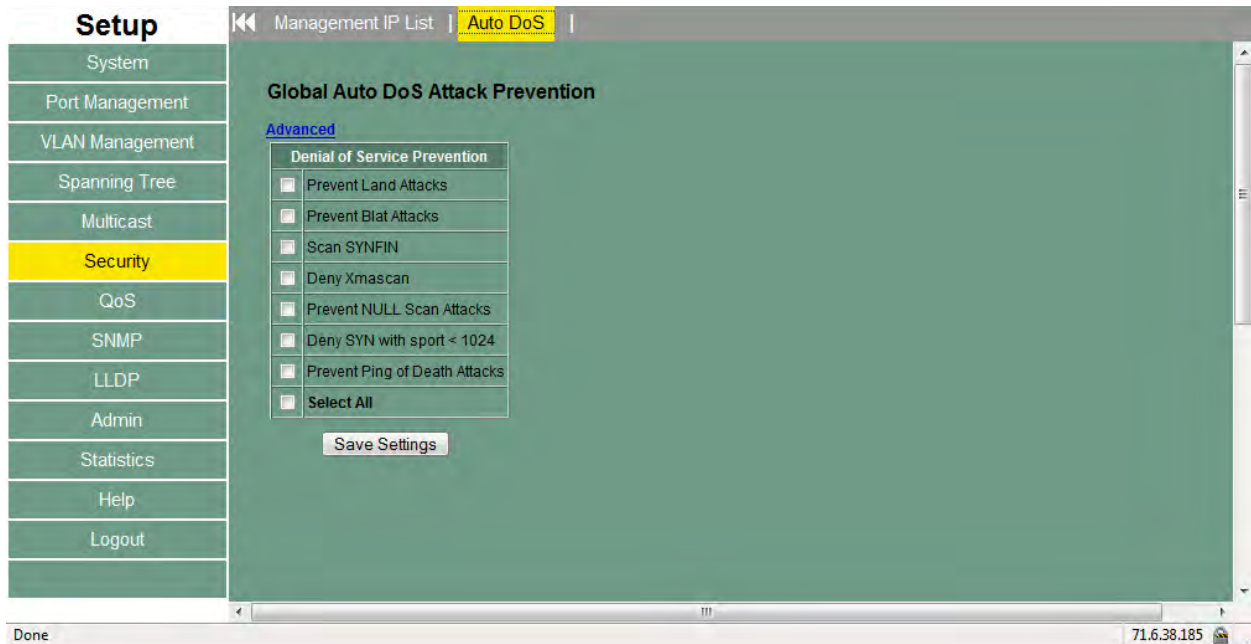 Setup
Management IP List | Auto DoS |
System
Port Management
VLAN Management
Spanning Tree
Multicast
Security
QoS
SNMP
LLDP
Admin
Statistics
Help
Logout
Global Auto DoS Attack Prevention
Advanced
Denial of Service Prevention
Prevent Land Attacks
Prevent Blat Attacks
Scan SYNFIN
Deny Xmascan
Prevent NULL Scan Attacks
Deny SYN with sport < 1024
Prevent Ping of Death Attacks
Select All
Save Settings
Done
71.6.38.185